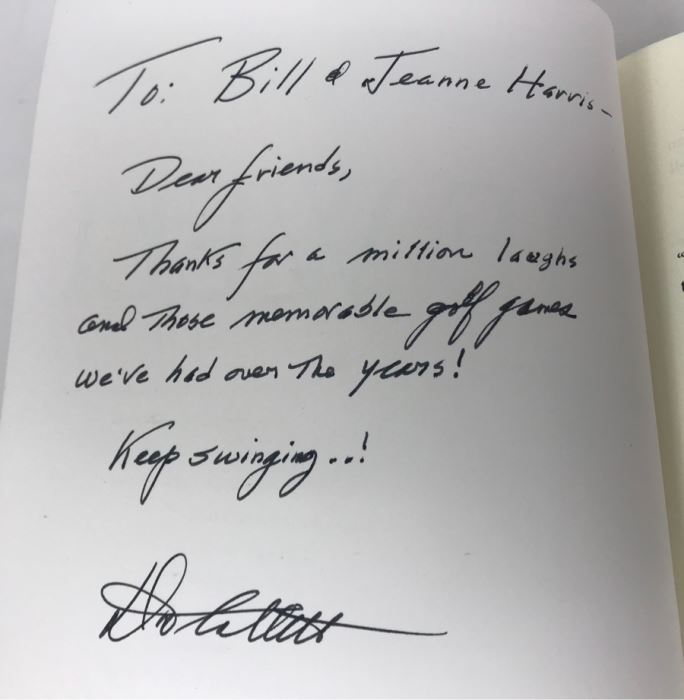 To: Bill & Jeanne Harris -
Dear friends,
Thanks for a million laughs
and those memorable golf games
we've had over the years!
Keep swinging..!